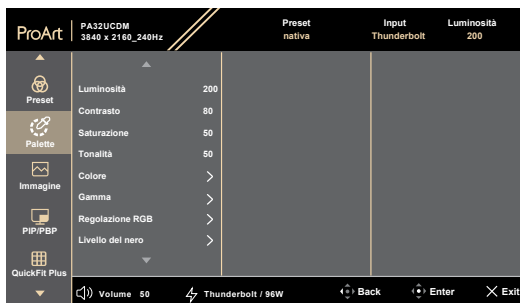 ProArt
PA32UCDM
3840 x 2160_240Hz
Preset
nativa
Input
Thunderbolt
Luminosità
200
Preset
Palette
Immagine
PIP/PBP
QuickFit Plus
Luminosità 200
Contrasto 80
Saturazione 50
Tonalità 50
Colore
Gamma
Regolazione RGB
Livello del nero
Volume 50
Thunderbolt / 96W
Back
Enter
Exit